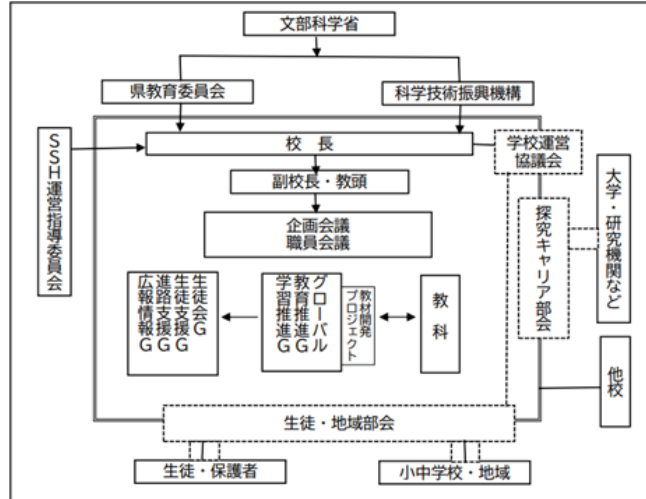 文部科学省
県教育委員会
科学技術振興機構
SSH運営指導委員会
校 長
学校運営
協議会
副校長・教頭
企画会議
職員会議
大学・研究機関など
探究キャリア部会
生徒会G
生徒支援G
進路支援G
広報情報G
グローバル
教育推進G
学習推進G
教材開発
プロジェクト
教 科
他校
生徒・地域部会
生徒・保護者
小中学校・地域